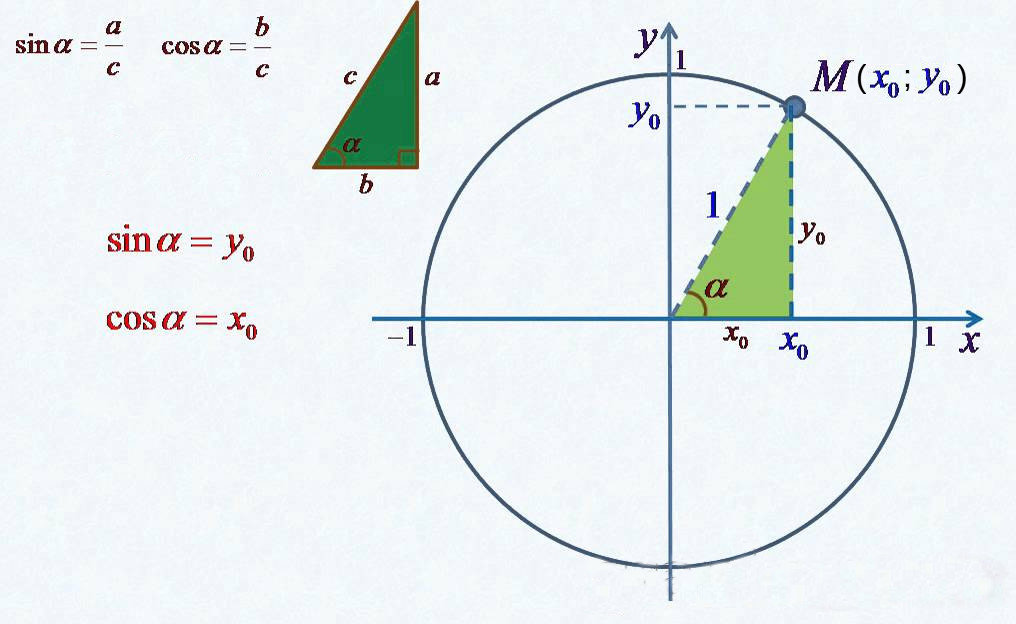 sin α = a/c cos α = b/c
c a
α
b
y
1
M(x₀; y₀)
y₀
1
y₀
α
sin α = y₀
cos α = x₀
−1 x₀ x₀ 1 x